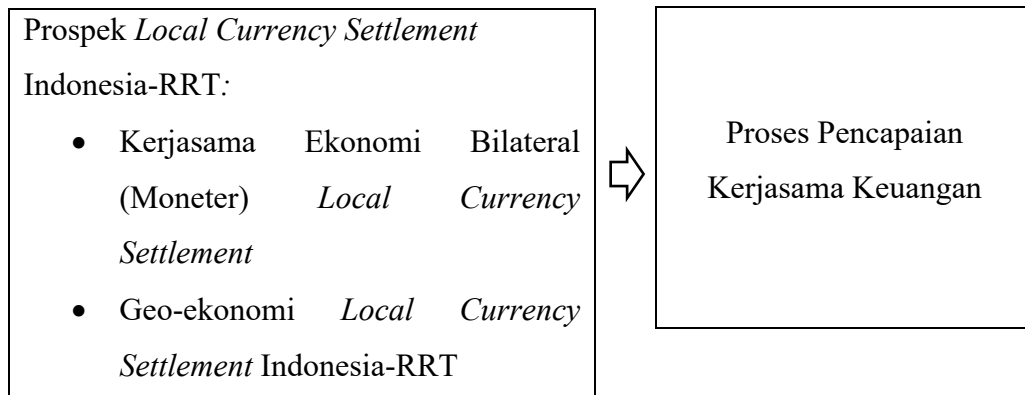 Prospek Local Currency Settlement
Indonesia-RRT:
• Kerjasama Ekonomi Bilateral
(Moneter) Local Currency
Settlement
• Geo-ekonomi Local Currency
Settlement Indonesia-RRT
Proses Pencapaian
Kerjasama Keuangan